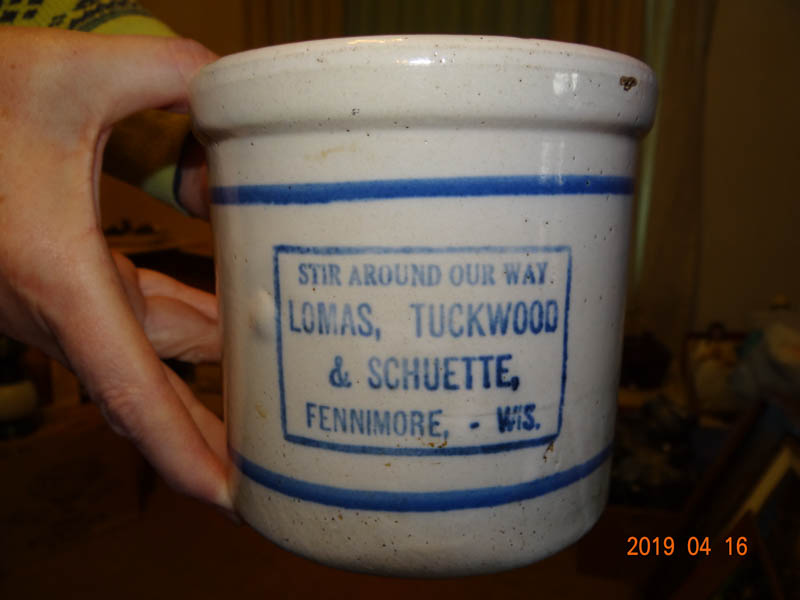 STIR AROUND OUR WAY
LOMAS, TUCKWOOD
& SCHUETTE,
FENNIMORE, - WIS.
2019 04 16